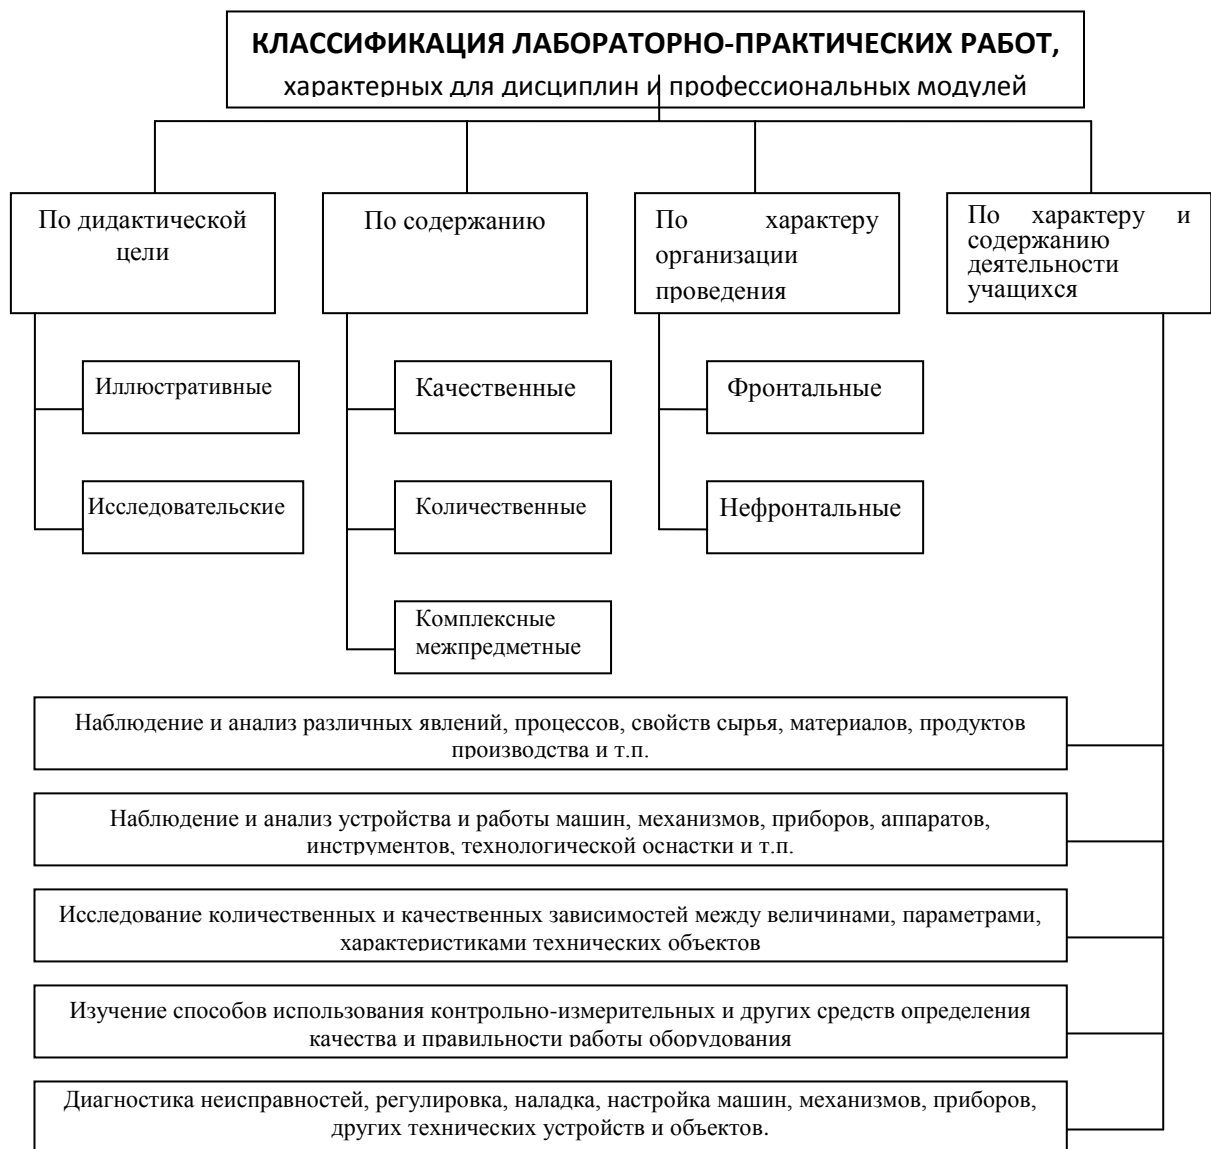 КЛАССИФИКАЦИЯ ЛАБОРАТОРНО-ПРАКТИЧЕСКИХ РАБОТ,
характерных для дисциплин и профессиональных модулей
По дидактической
цели
По содержанию
По характеру
организации
проведения
По характеру и
содержанию
деятельности
учащихся
Иллюстративные
Качественные
Фронтальные
Исследовательские
Количественные
Нефронтальные
Комплексные
межпредметные
Наблюдение и анализ различных явлений, процессов, свойств сырья, материалов, продуктов
производства и т.п.
Наблюдение и анализ устройства и работы машин, механизмов, приборов, аппаратов,
инструментов, технологической оснастки и т.п.
Исследование количественных и качественных зависимостей между величинами, параметрами,
характеристиками технических объектов
Изучение способов использования контрольно-измерительных и других средств определения
качества и правильности работы оборудования
Диагностика неисправностей, регулировка, наладка, настройка машин, механизмов, приборов,
других технических устройств и объектов.